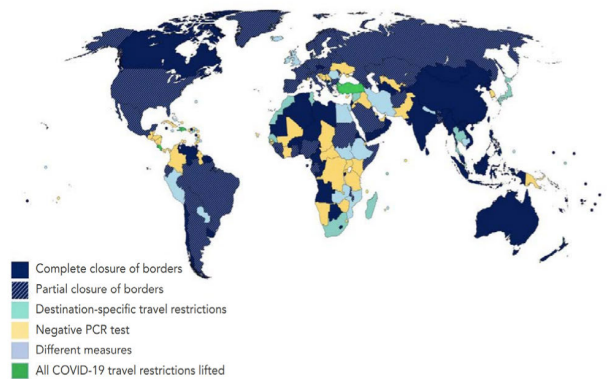 Complete closure of borders
Partial closure of borders
Destination-specific travel restrictions
Negative PCR test
Different measures
All COVID-19 travel restrictions lifted